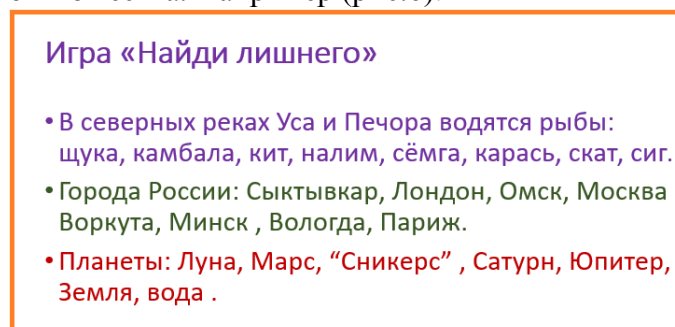 Игра «Найди лишнего»
• В северных реках Уса и Печора водятся рыбы:
щука, камбала, кит, налим, сёмга, карась, скат, сиг.
• Города России: Сыктывкар, Лондон, Омск, Москва
Воркута, Минск , Вологда, Париж.
• Планеты: Луна, Марс, “Сникерс” , Сатурн, Юпитер,
Земля, вода .